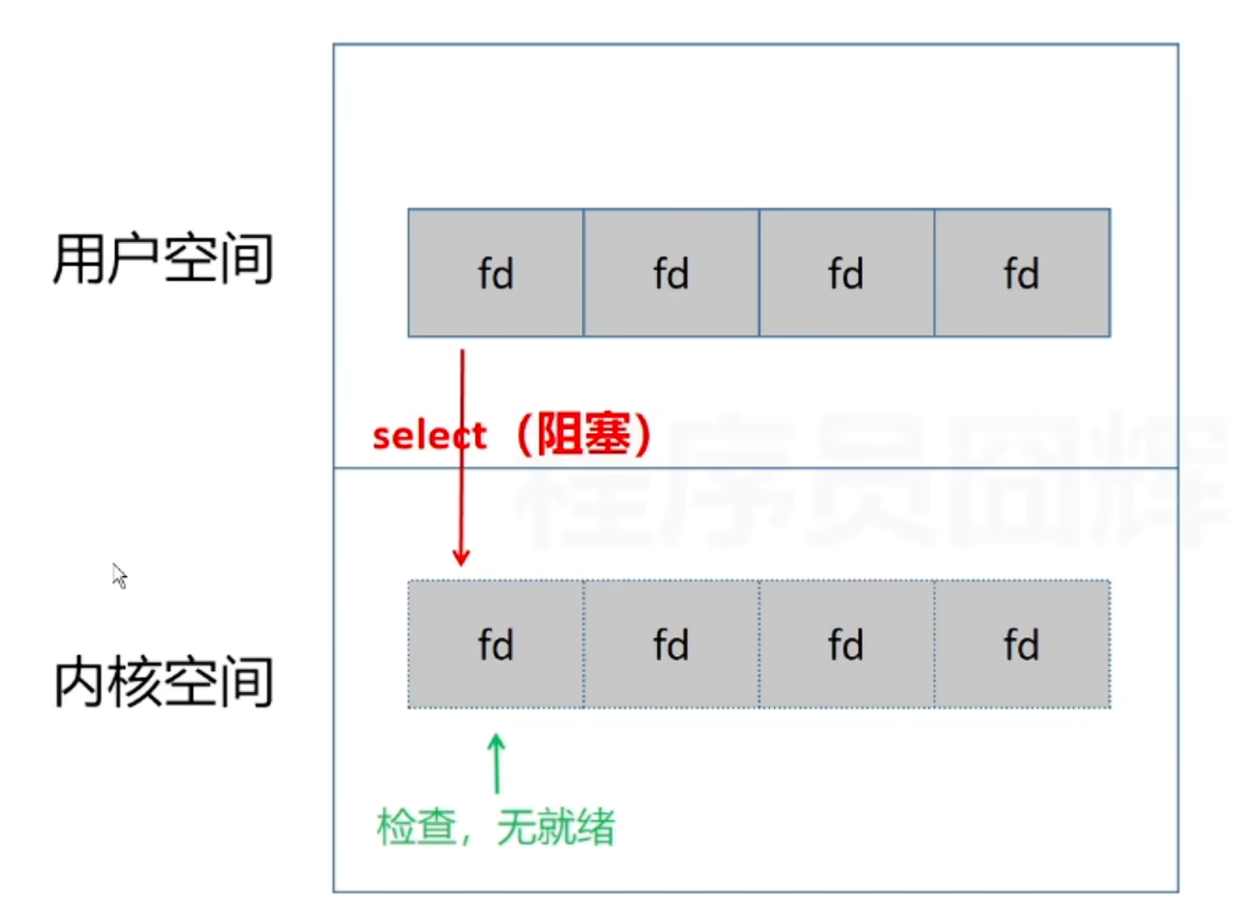 用户空间
fd fd fd fd
select（阻塞）
程序员囧辉
内核空间
fd fd fd fd
检查，无就绪